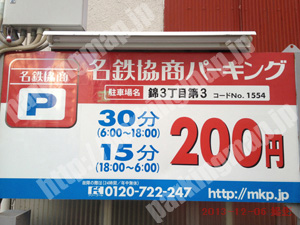 名鉄協商
P
名鉄協商パーキング
駐車場名 錦3丁目第3 コードNo. 1554
30分
(6:00〜18:00)
15分
(18:00〜6:00)
200円
0120-722-247
http://mkp.jp